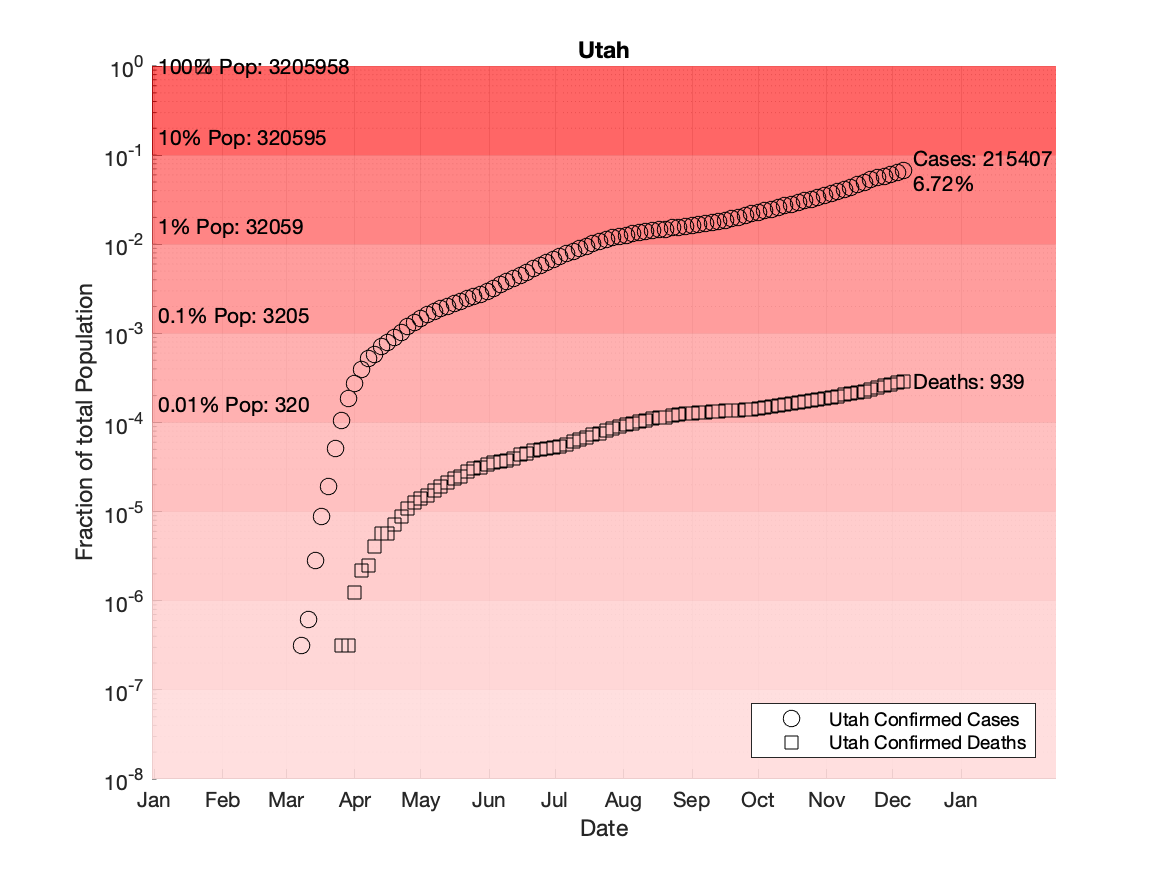 Utah
10^0
100% Pop: 3205958
10% Pop: 320595
10^-1
Cases: 215407
6.72%
1% Pop: 32059
10^-2
0.1% Pop: 3205
10^-3
Deaths: 939
0.01% Pop: 320
10^-4
10^-5
10^-6
10^-7
10^-8
Fraction of total Population
Utah Confirmed Cases
Utah Confirmed Deaths
Jan Feb Mar Apr May Jun Jul Aug Sep Oct Nov Dec Jan
Date